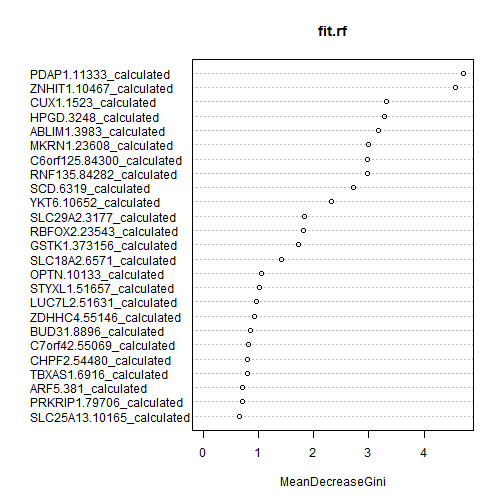 fit.rf
PDAP1.11333_calculated
ZNHIT1.10467_calculated
CUX1.1523_calculated
HPGD.3248_calculated
ABLIM1.3983_calculated
MKRN1.23608_calculated
C6orf125.84300_calculated
RNF135.84282_calculated
SCD.6319_calculated
YKT6.10652_calculated
SLC29A2.3177_calculated
RBFOX2.23543_calculated
GSTK1.373156_calculated
SLC18A2.6571_calculated
OPTN.10133_calculated
STYXL1.51657_calculated
LUC7L2.51631_calculated
ZDHHC4.55146_calculated
BUD31.8896_calculated
C7orf42.55069_calculated
CHPF2.54480_calculated
TBXAS1.6916_calculated
ARF5.381_calculated
PRKRIP1.79706_calculated
SLC25A13.10165_calculated
0 1 2 3 4
MeanDecreaseGini